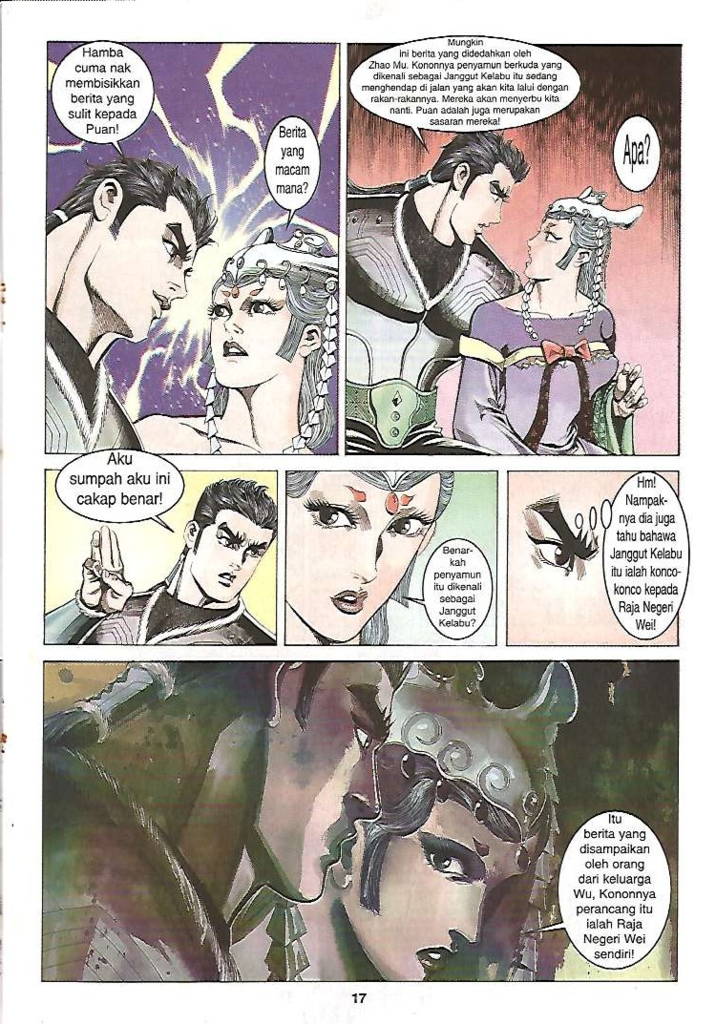 Hamba
cuma nak
membisikkan
berita yang
sulit kepada
Puan!
Berita
yang
macam
mana?
Mungkin
ini berita yang didedahkan oleh
Zhao Mu. Kononnya penyamun berkuda yang
dikenali sebagai Janggut Kelabu itu sedang
menghendap di jalan yang akan kita lalui dengan
rakan-rakannya. Mereka akan menyerbu kita
nanti. Puan adalah juga merupakan
sasaran mereka!
Apa?
Aku
sumpah aku ini
cakap benar!
Benar-
kah
penyamun
itu dikenali
sebagai
Janggut
Kelabu?
Hm!
Nampak-
nya dia juga
tahu bahawa
Janggut Kelabu
itu ialah konco-
konco kepada
Raja Negeri
Wei!
Itu
berita yang
disampaikan
oleh orang
dari keluarga
Wu, Kononnya
perancang itu
ialah Raja
Negeri Wei
sendiri!
17